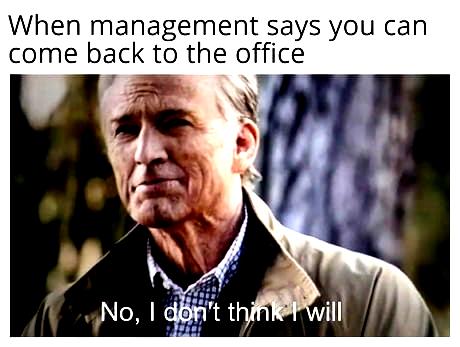 When management says you can
come back to the office
No, I don't think I will